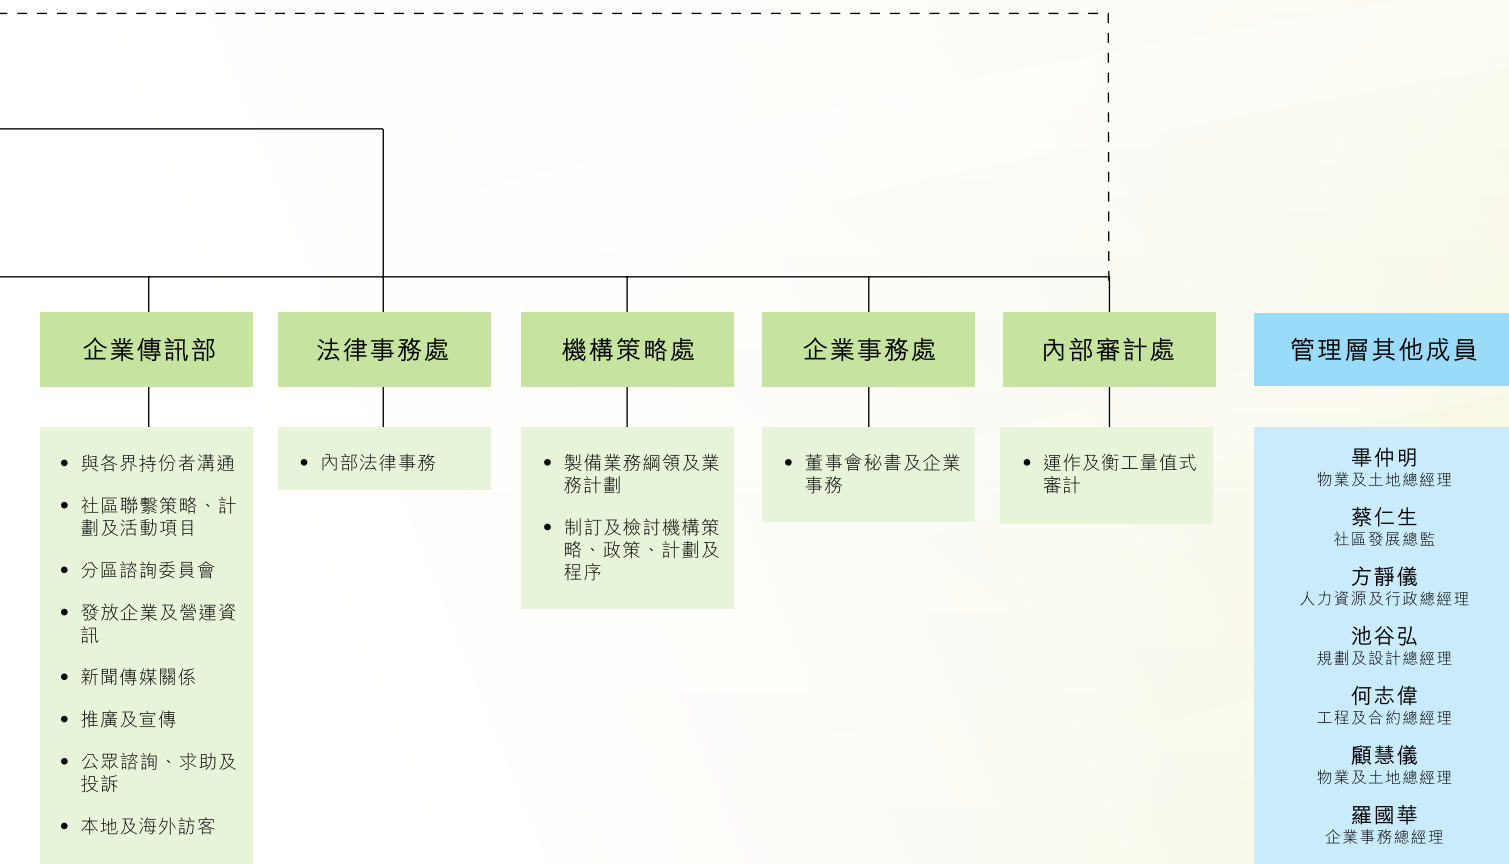 企業傳訊部
與各界持份者溝通
社區聯繫策略、計
劃及活動項目
分區諮詢委員會
發放企業及營運資
訊
新聞傳媒關係
推廣及宣傳
公眾諮詢、求助及
投訴
本地及海外訪客
法律事務處
內部法律事務
機構策略處
製備業務綱領及業
務計劃
制訂及檢討機構策
略、政策、計劃及
程序
企業事務處
董事會秘書及企業
事務
內部審計處
運作及衡工量值式
審計
管理層其他成員
畢仲明
物業及土地總經理
蔡仁生
社區發展總監
方靜儀
人力資源及行政總經理
池谷弘
規劃及設計總經理
何志偉
工程及合約總經理
顧慧儀
物業及土地總經理
羅國華
企業事務總經理